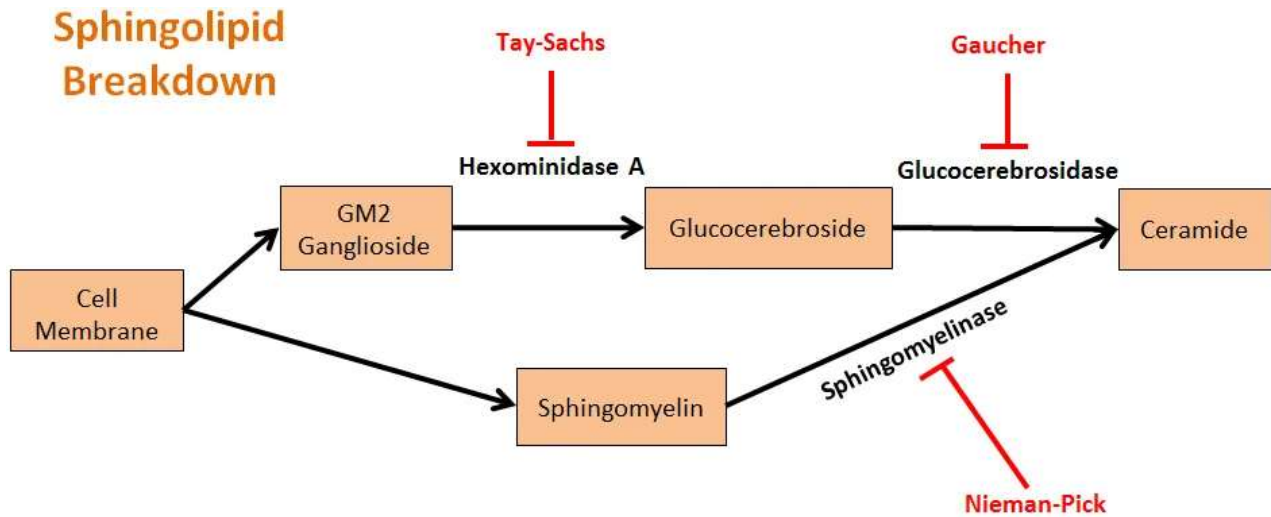 Sphingolipid
Breakdown
Tay-Sachs
Gaucher
Hexominidase A
Glucocerebrosidase
GM2
Ganglioside
Glucocerebroside
Ceramide
Cell
Membrane
Sphingomyelinase
Sphingomyelin
Nieman-Pick